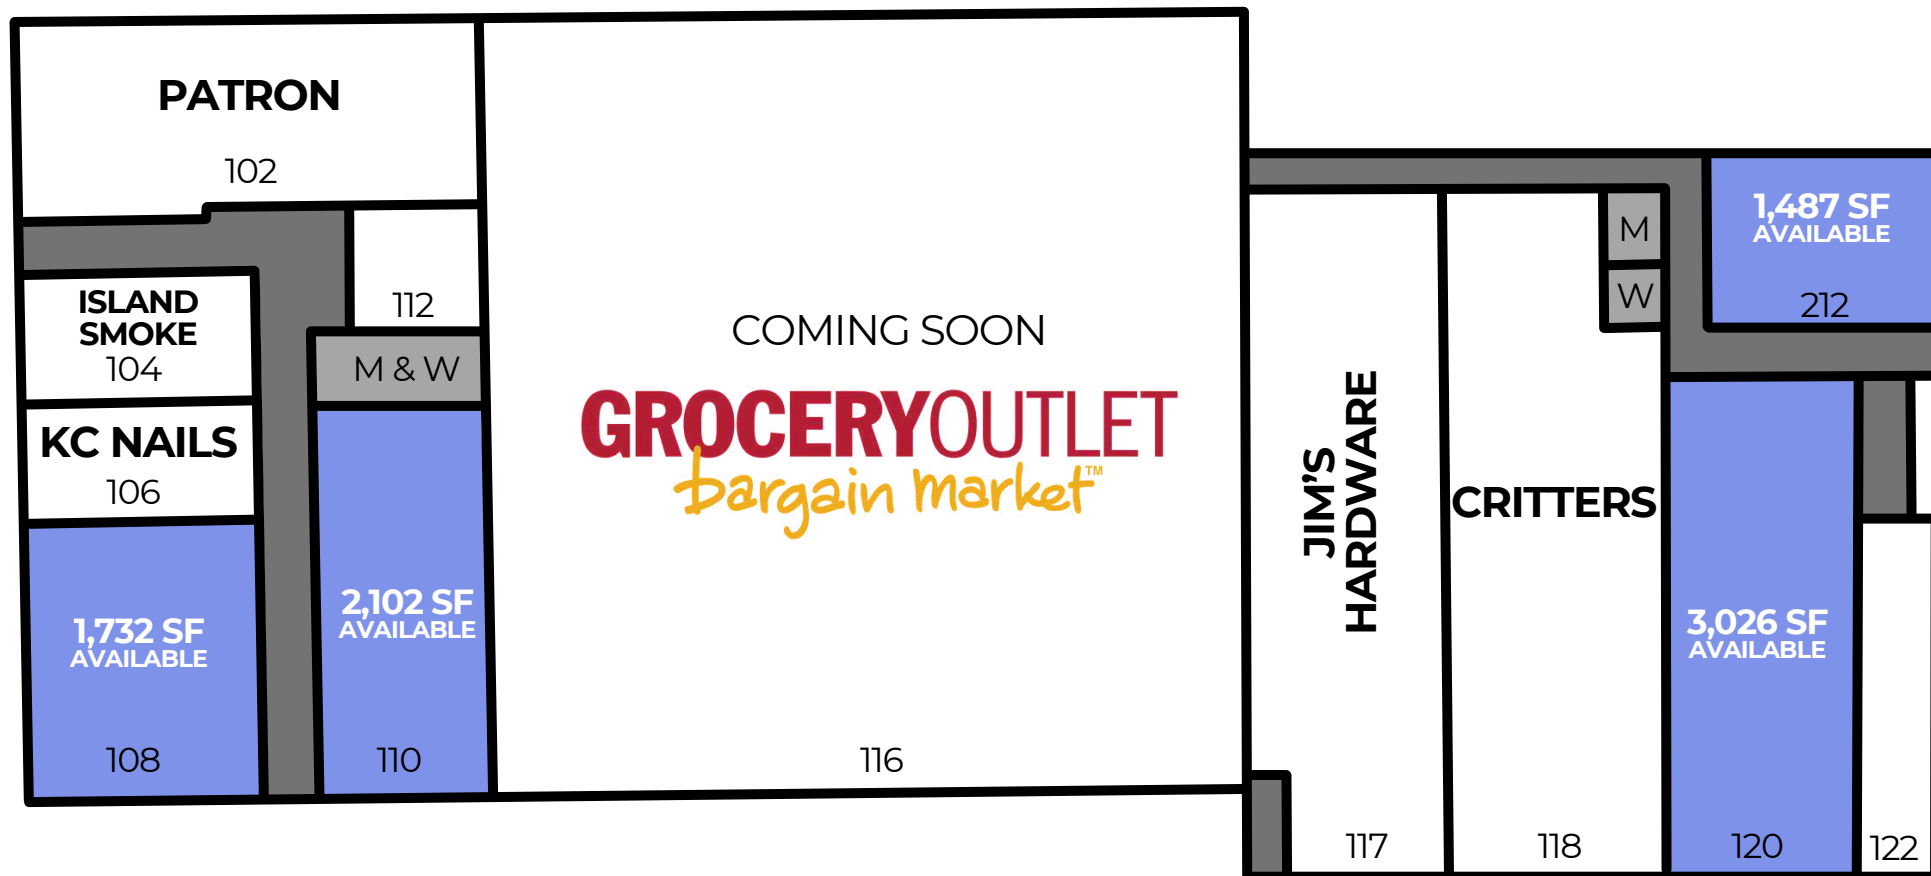 PATRON
102
ISLAND
SMOKE
104
KC NAILS
106
1,732 SF
AVAILABLE
108
112
M & W
2,102 SF
AVAILABLE
110
COMING SOON
GROCERYOUTLET
bargain market™
116
JIM'S
HARDWARE
117
CRITTERS
118
M
W
1,487 SF
AVAILABLE
212
3,026 SF
AVAILABLE
120
122